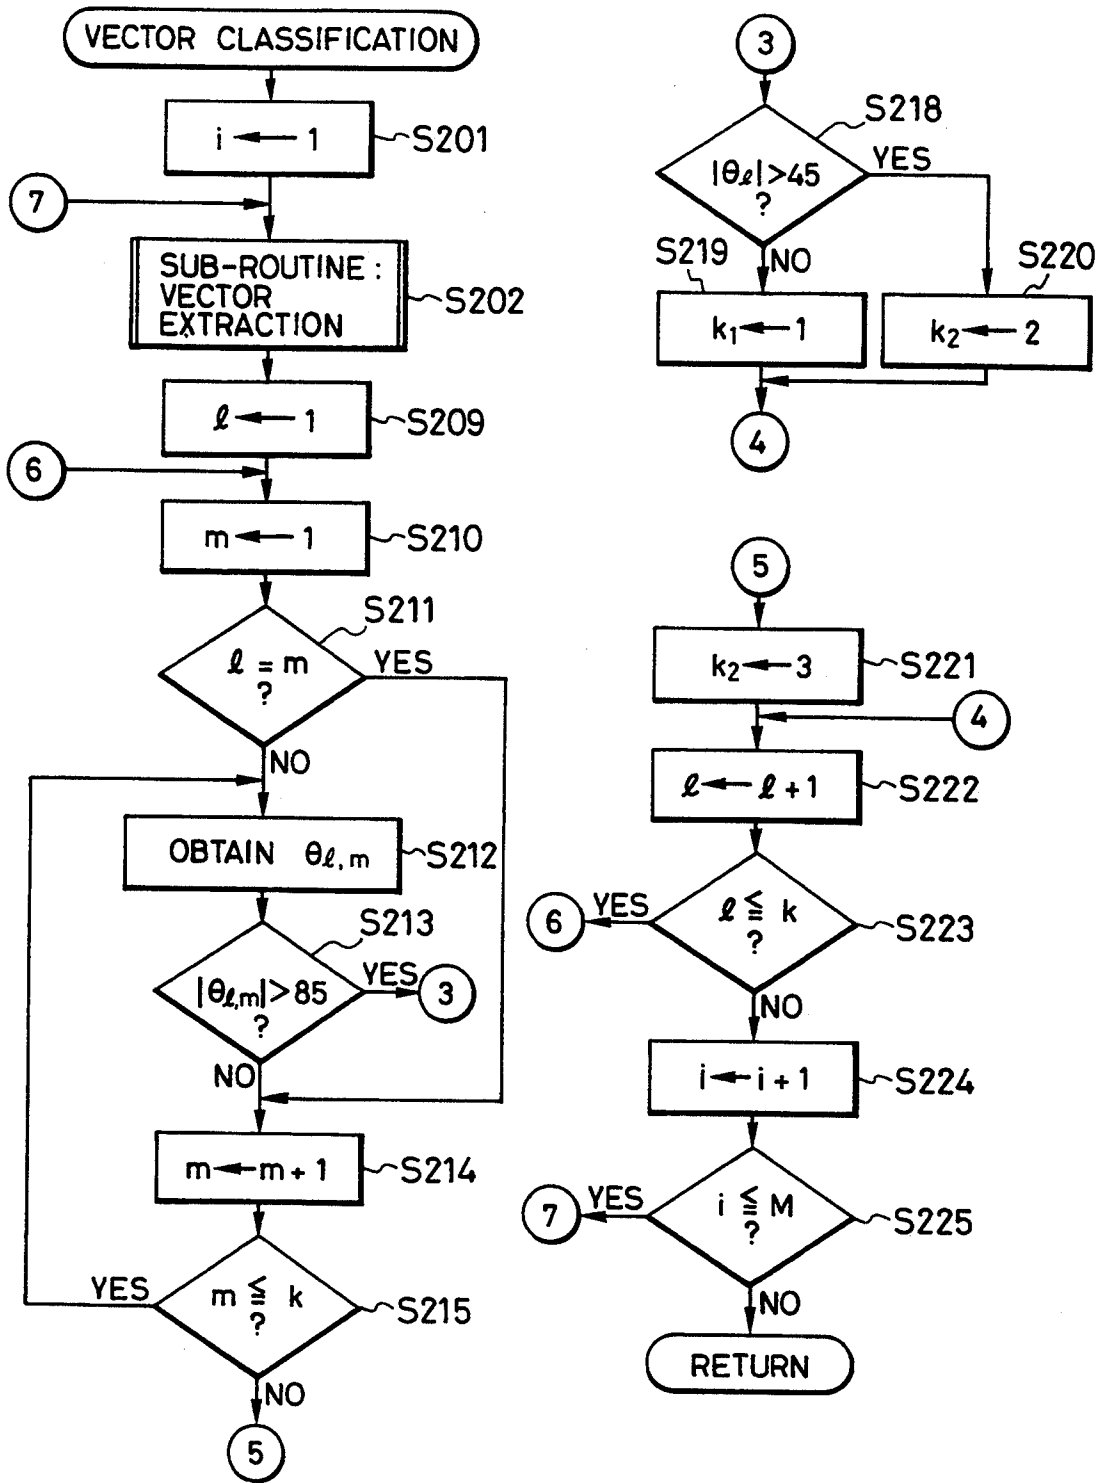 VECTOR CLASSIFICATION
i ← 1
S201
7
SUB-ROUTINE:
VECTOR
EXTRACTION
S202
ℓ ← 1
S209
6
m ← 1
S210
S211
ℓ = m
?
YES
NO
OBTAIN θℓ,m
S212
S213
|θℓ,m|>85
?
YES
3
NO
m ← m+1
S214
m ≦ k
?
YES
S215
NO
5
3
S218
|θℓ|>45
?
YES
NO
S219
k₁ ← 1
S220
k₂ ← 2
4
5
k₂ ← 3
S221
4
ℓ ← ℓ+1
S222
ℓ ≦ k
?
YES
6
S223
NO
i ← i+1
S224
i ≦ M
?
YES
7
S225
NO
RETURN